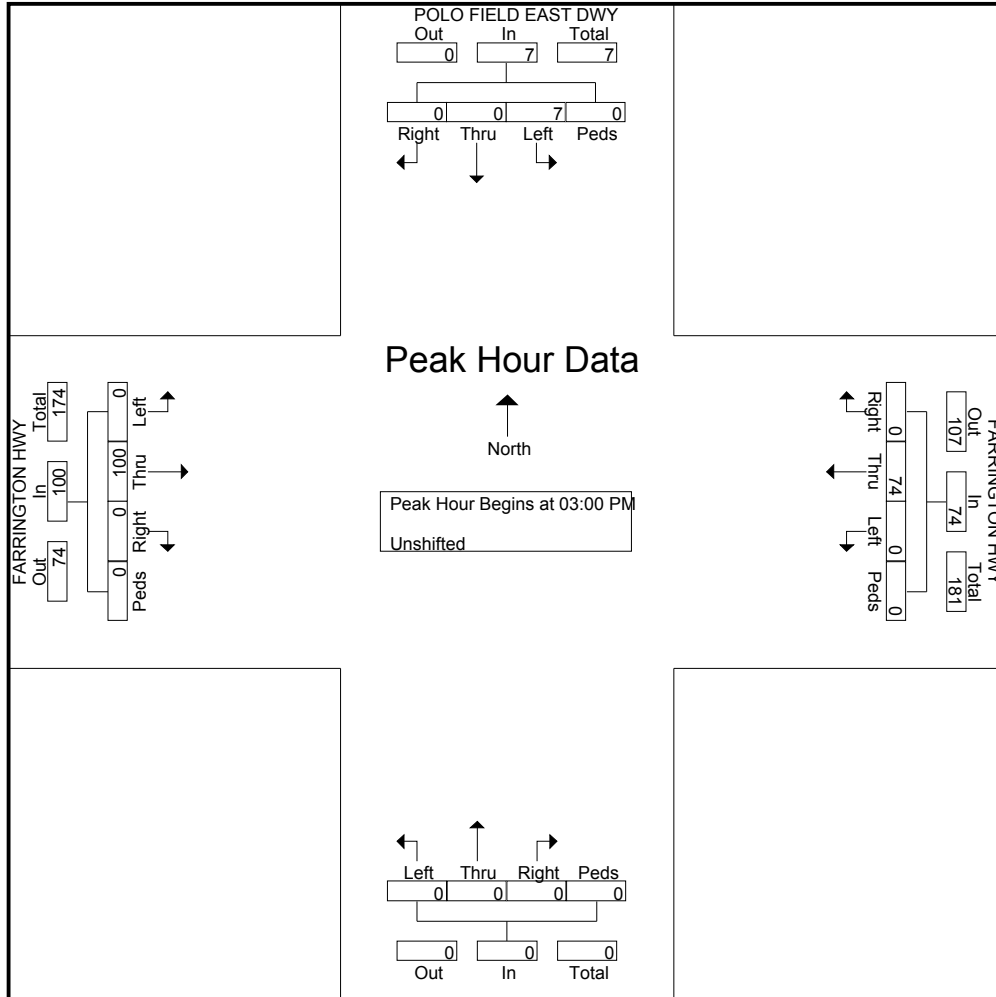 POLO FIELD EAST DWY
Out In Total
0 7 7
0 0 7 0
Right Thru Left Peds
Peak Hour Data
North
Peak Hour Begins at 03:00 PM
Unshifted
FARRINGTON HWY
Total In Out
174 100 74
0 100 0 0
Left Thru Right Peds
Right Thru Left Peds
0 74 0 0
Out In Total
107 74 181
FARRINGTON HWY
Left Thru Right Peds
0 0 0 0
0 0 0
Out In Total